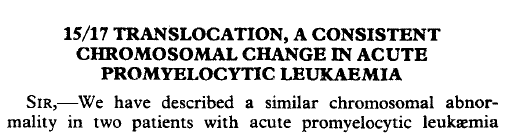 15/17 TRANSLOCATION, A CONSISTENT
CHROMOSOMAL CHANGE IN ACUTE
PROMYELOCYTIC LEUKAEMIA
SIR,—We have described a similar chromosomal abnor-
mality in two patients with acute promyelocytic leukæmia